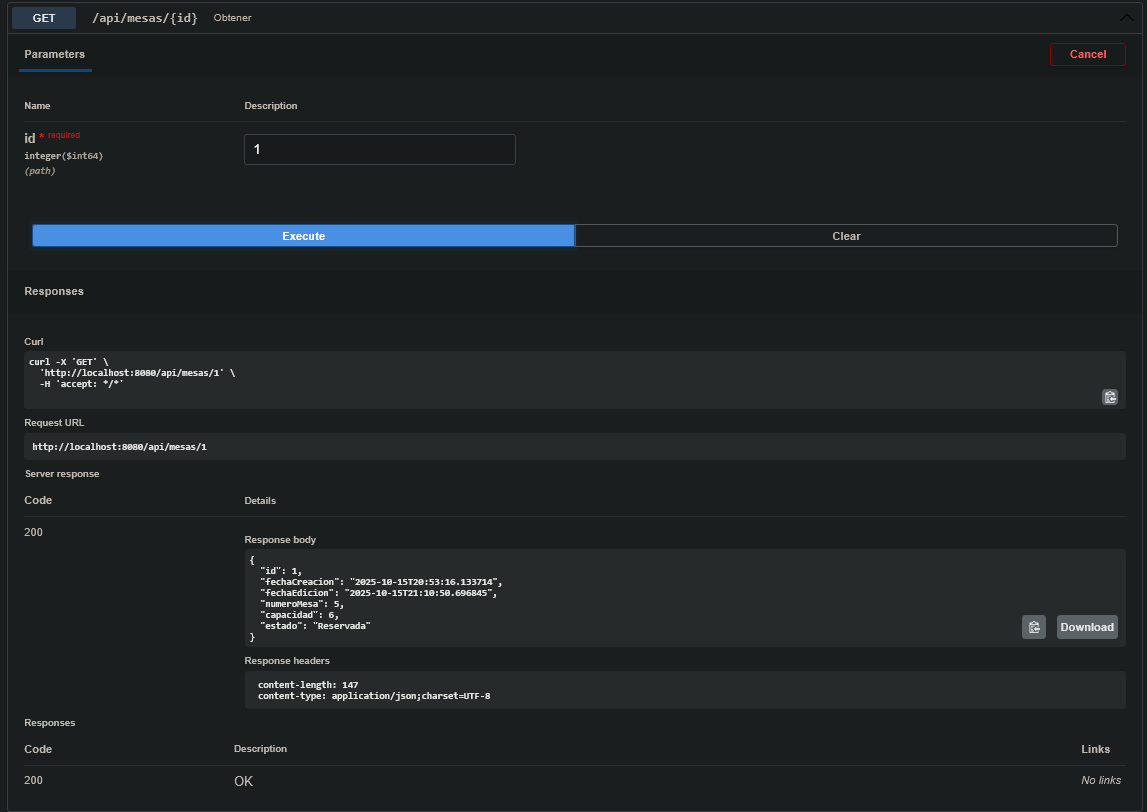 GET /api/mesas/{id} Obtener
Parameters Cancel
Name Description
id * required
integer($int64)
(path)
1
Execute Clear
Responses
Curl
curl -X 'GET' \
'http://localhost:8080/api/mesas/1' \
-H 'accept: */*'
Request URL
http://localhost:8080/api/mesas/1
Server response
Code Details
200
Response body
{
"id": 1,
"fechaCreacion": "2025-10-15T20:53:16.133714",
"fechaEdicion": "2025-10-15T21:10:50.696845",
"numeroMesa": 5,
"capacidad": 6,
"estado": "Reservada"
}
Download
Response headers
content-length: 147
content-type: application/json;charset=UTF-8
Responses
Code Description Links
200 OK No links